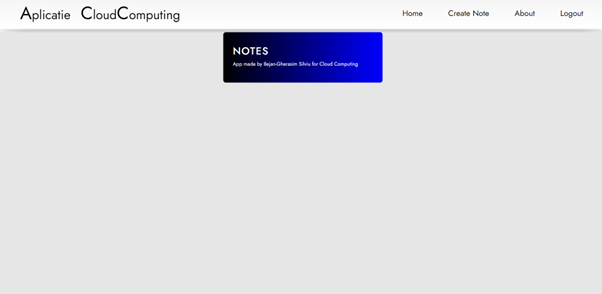 Aplicatie CloudComputing
Home Create Note About Logout
NOTES
App made by Bejan-Gherasim Silviu for Cloud Computing